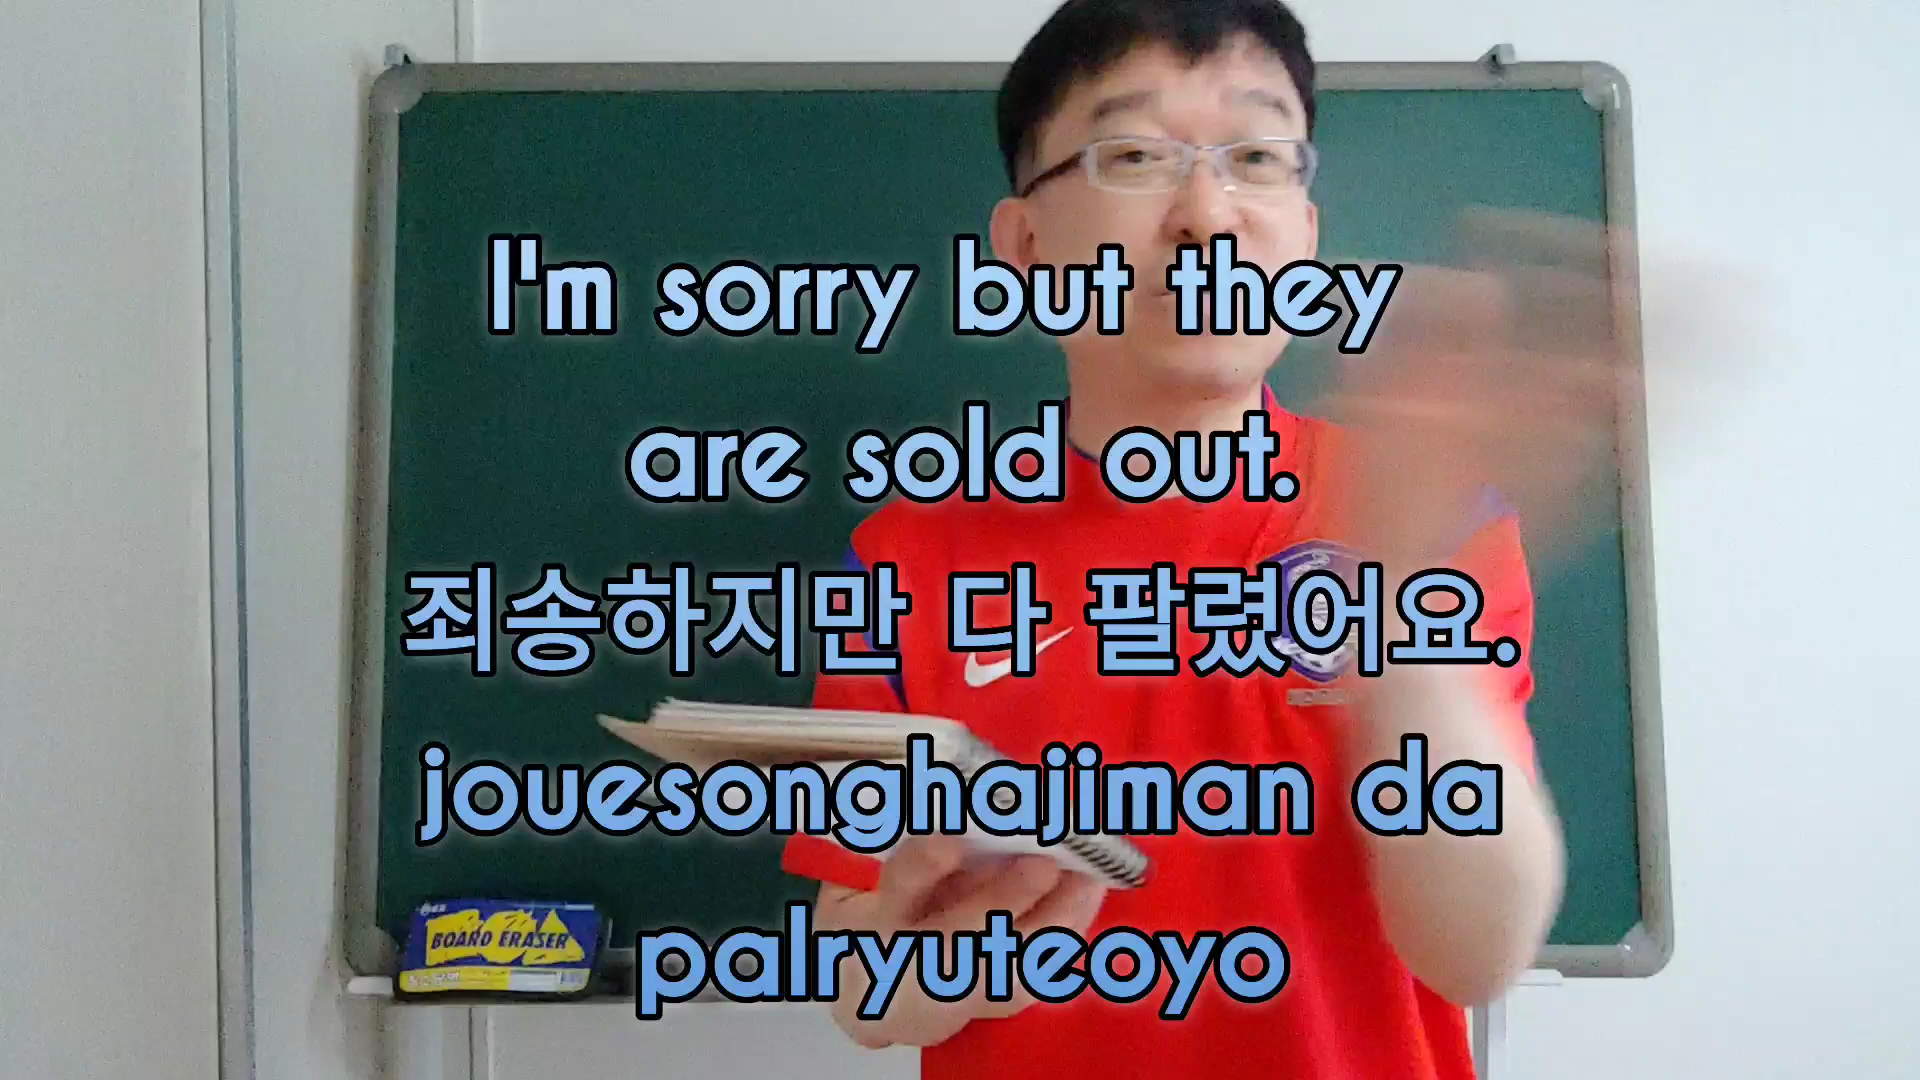 I'm sorry but they
are sold out.
죄송하지만 다 팔렸어요.
jouesonghajiman da
palryuteoyo
BOARD ERASER